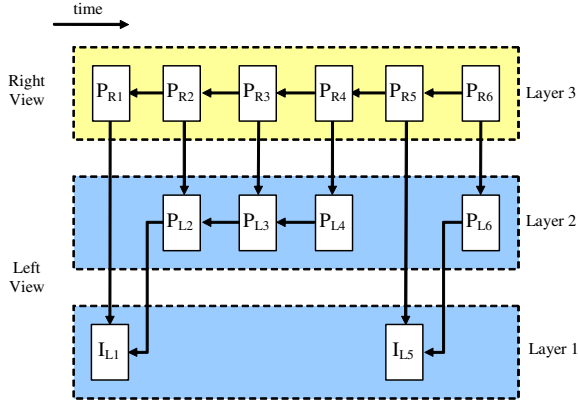 time
Right
View
P_R1 P_R2 P_R3 P_R4 P_R5 P_R6
Layer 3
P_L2 P_L3 P_L4 P_L6
Layer 2
Left
View
I_L1 I_L5
Layer 1